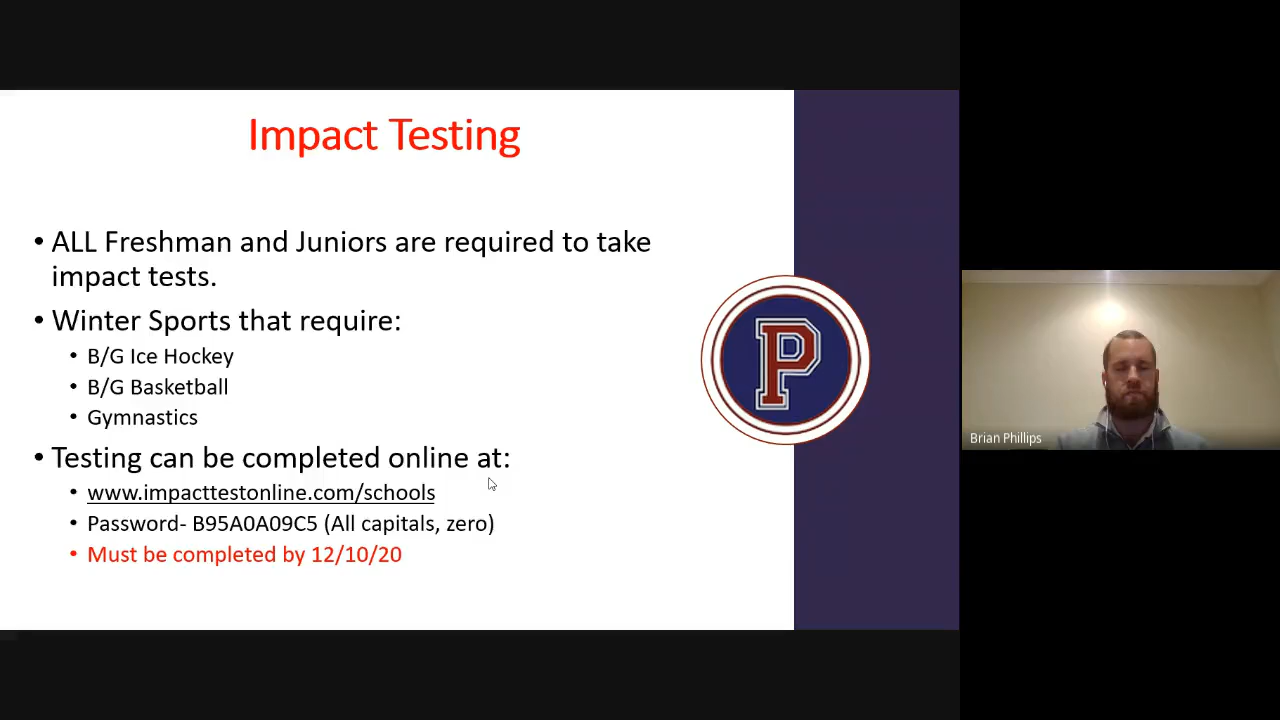 Impact Testing
• ALL Freshman and Juniors are required to take
impact tests.
• Winter Sports that require:
• B/G Ice Hockey
• B/G Basketball
• Gymnastics
• Testing can be completed online at:
• www.impacttestonline.com/schools
• Password- B95A0A09C5 (All capitals, zero)
• Must be completed by 12/10/20
P
Brian Phillips